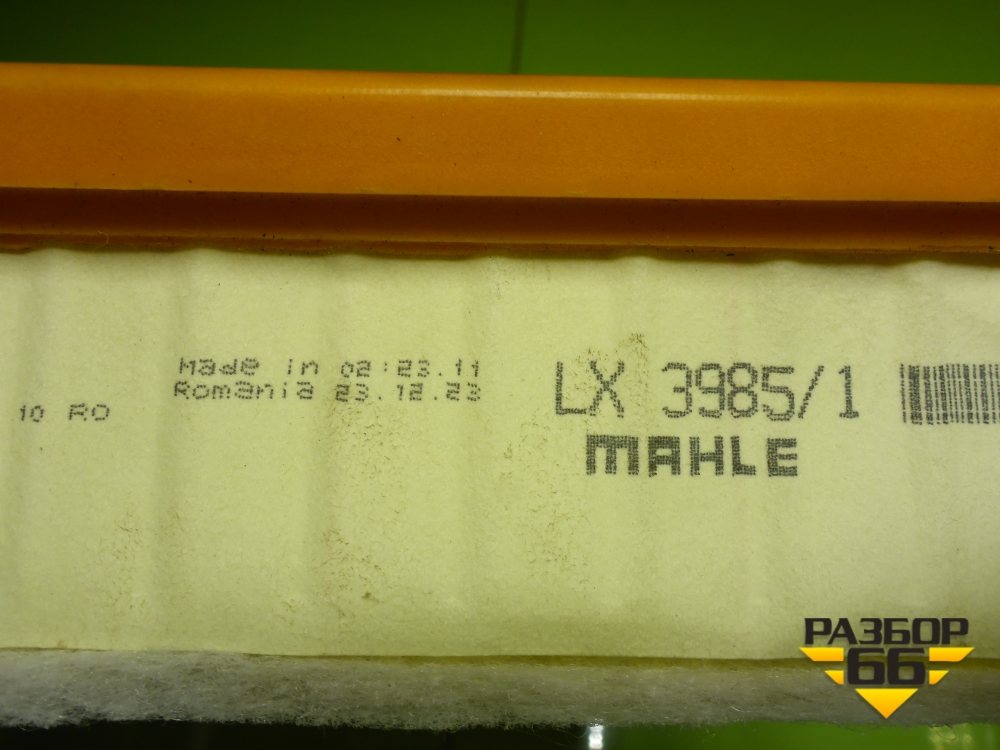 10 RO
Made in 02:23.11
Romania 23.12.23
LX 3985/1
MAHLE
РАЗБОР
66